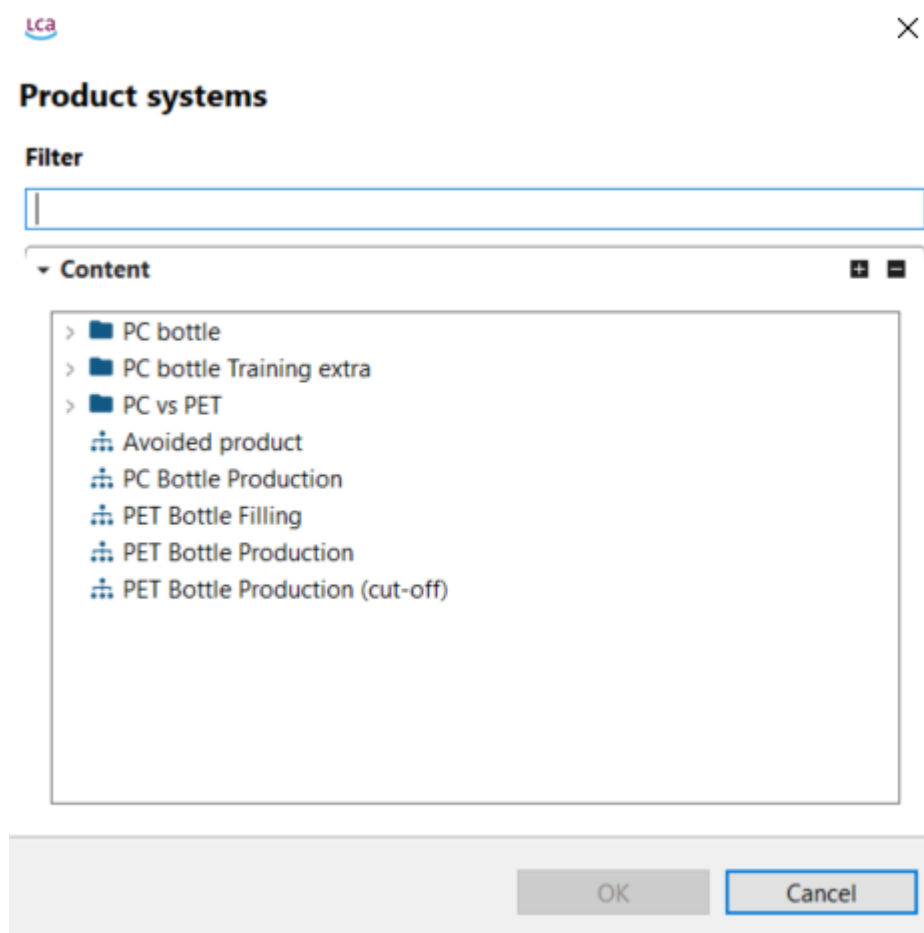 LCA
Product systems
Filter
Content
PC bottle
PC bottle Training extra
PC vs PET
Avoided product
PC Bottle Production
PET Bottle Filling
PET Bottle Production
PET Bottle Production (cut-off)
OK
Cancel